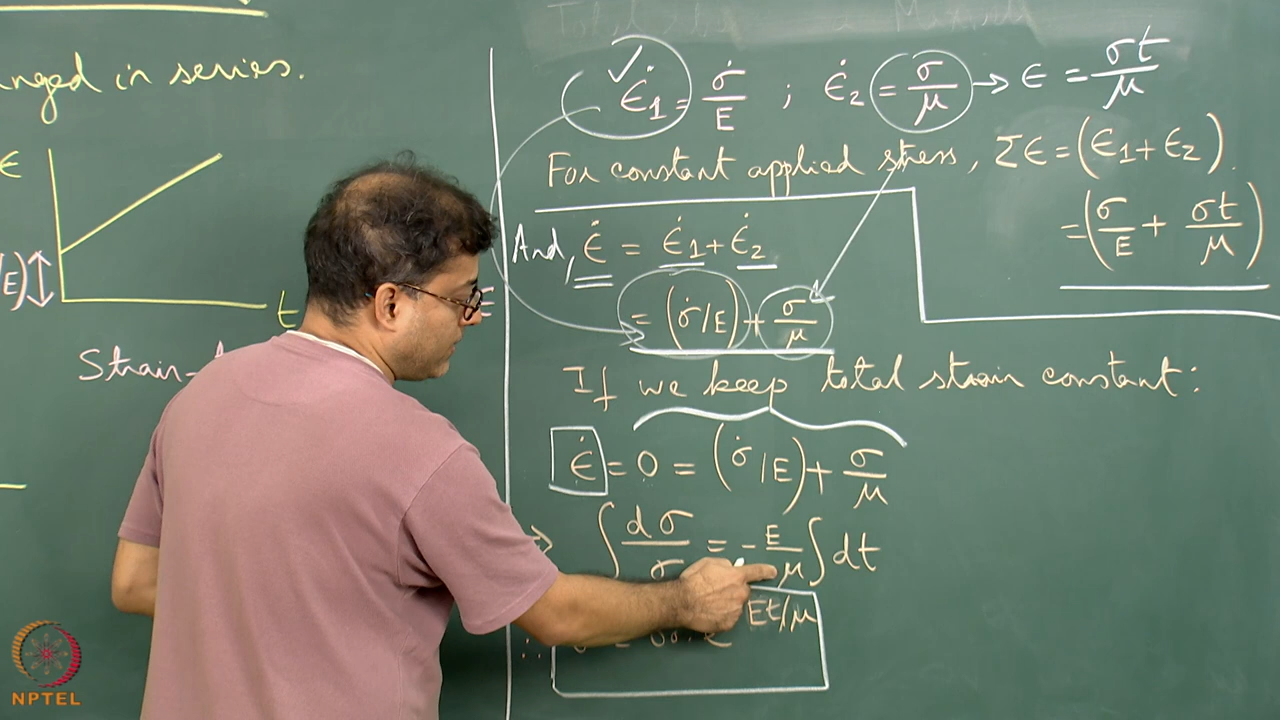 nged in series.
ϵ
E)
t
Strain-
ϵ̇₁ = σ̇/E ; ϵ̇₂ = σ/μ → ϵ = σt/μ
For constant applied stress, Σϵ = (ϵ₁ + ϵ₂).
= (σ/E + σt/μ)
And, ϵ̇ = ϵ̇₁ + ϵ̇₂
= (σ̇/E) + σ/μ
If we keep total strain constant:
ϵ̇ = 0 = (σ̇/E) + σ/μ
⇒ ∫ dσ/σ = - E/μ ∫ dt
∴ Et/μ
NPTEL